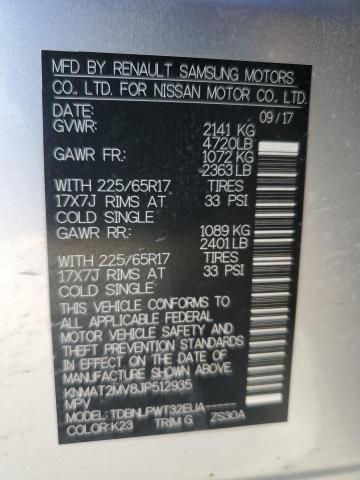 MFD BY RENAULT SAMSUNG MOTORS
CO., LTD. FOR NISSAN MOTOR CO., LTD.
DATE: 09/17
GVWR: 2141 KG
4720LB
GAWR FR: 1072 KG
2363LB
WITH 225/65R17 TIRES
17X7J RIMS AT 33 PSI
COLD SINGLE
GAWR RR: 1089 KG
2401LB
WITH 225/65R17 TIRES
17X7J RIMS AT 33 PSI
COLD SINGLE
THIS VEHICLE CONFORMS TO
ALL APPLICABLE FEDERAL
MOTOR VEHICLE SAFETY AND
THEFT PREVENTION STANDARDS
IN EFFECT ON THE DATE OF
MANUFACTURE SHOWN ABOVE.
KNMAT2MV8JP512935
MPV
MODEL:TDBNLPWT32EUA-----
COLOR:K23 TRIM:G ZS30A